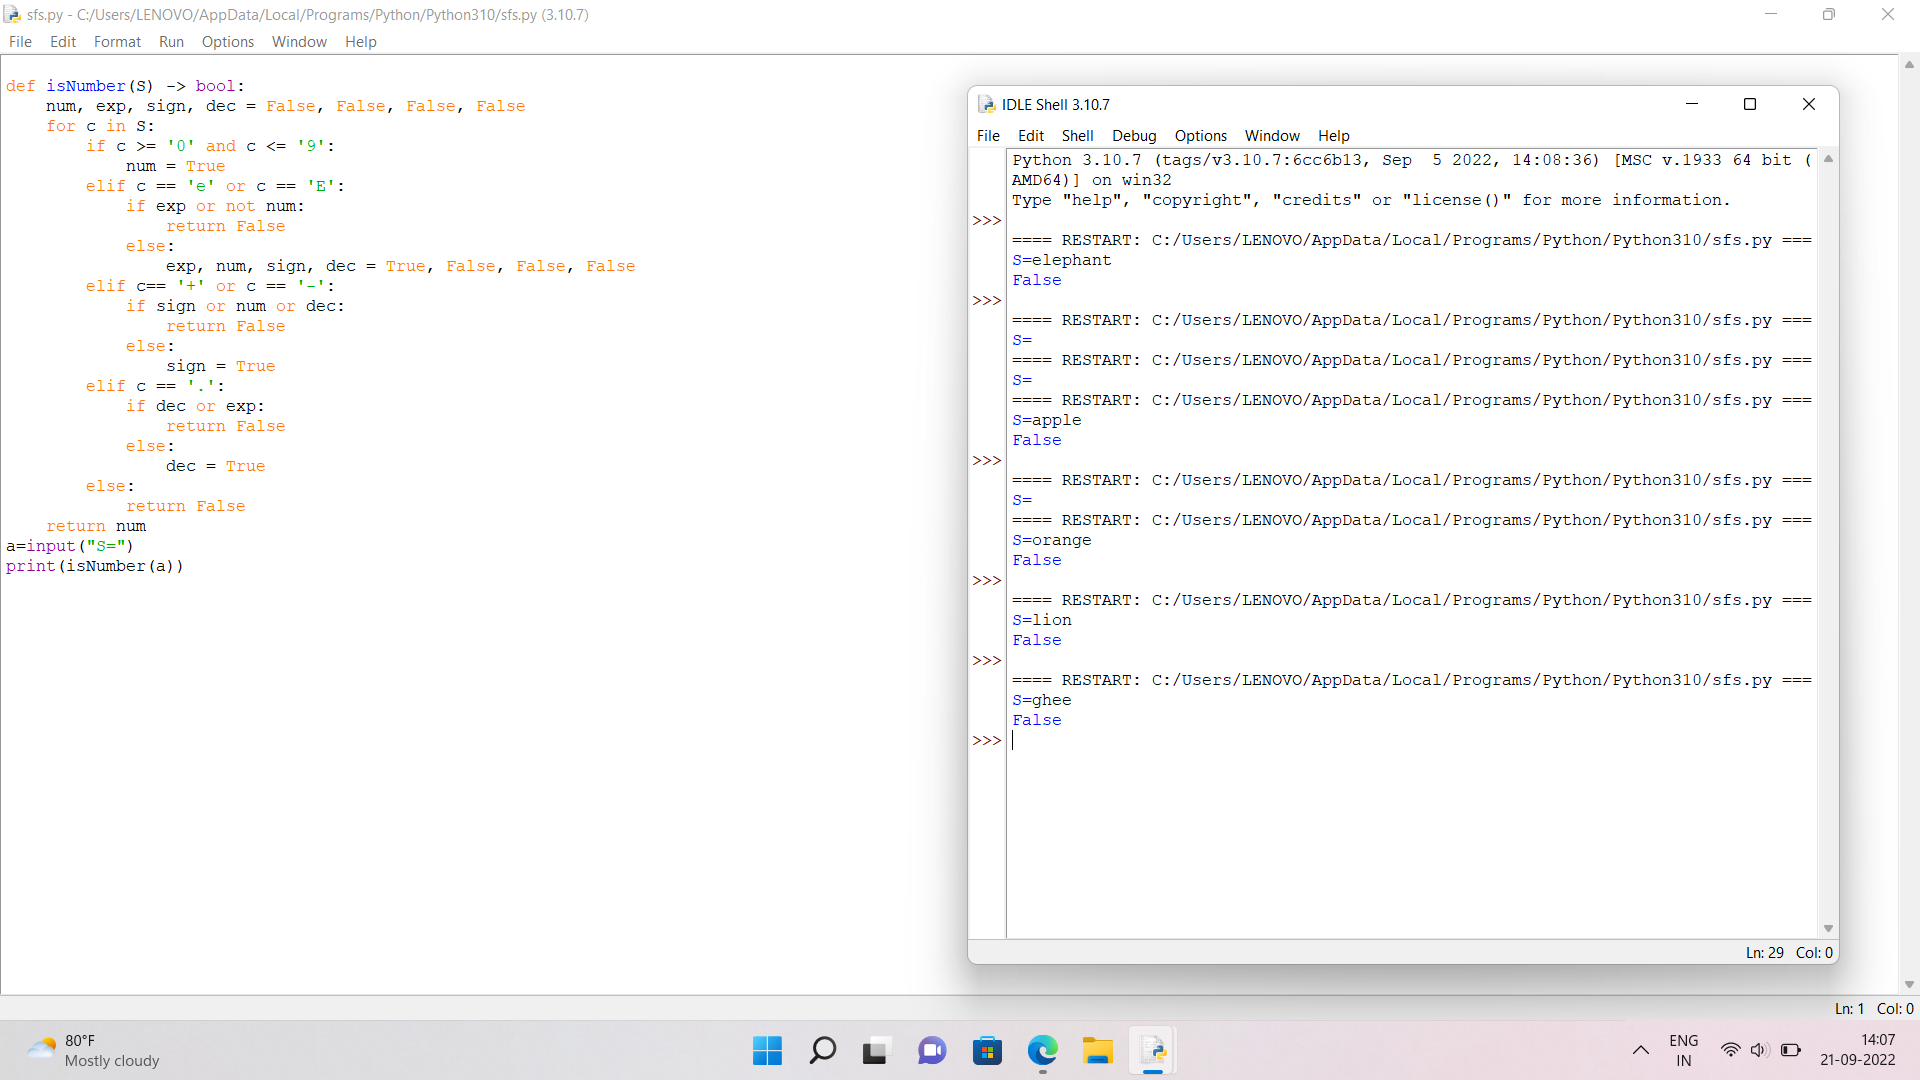 sfs.py - C:/Users/LENOVO/AppData/Local/Programs/Python/Python310/sfs.py (3.10.7)
File Edit Format Run Options Window Help
def isNumber(S) -> bool:
    num, exp, sign, dec = False, False, False, False
    for c in S:
        if c >= '0' and c <= '9':
            num = True
        elif c == 'e' or c == 'E':
            if exp or not num:
                return False
            else:
                exp, num, sign, dec = True, False, False, False
        elif c== '+' or c == '-':
            if sign or num or dec:
                return False
            else:
                sign = True
        elif c == '.':
            if dec or exp:
                return False
            else:
                dec = True
        else:
            return False
    return num
a=input("S=")
print(isNumber(a))
IDLE Shell 3.10.7
File Edit Shell Debug Options Window Help
Python 3.10.7 (tags/v3.10.7:6cc6b13, Sep  5 2022, 14:08:36) [MSC v.1933 64 bit (
AMD64)] on win32
Type "help", "copyright", "credits" or "license()" for more information.
>>>
==== RESTART: C:/Users/LENOVO/AppData/Local/Programs/Python/Python310/sfs.py ===
S=elephant
False
>>>
==== RESTART: C:/Users/LENOVO/AppData/Local/Programs/Python/Python310/sfs.py ===
S=
==== RESTART: C:/Users/LENOVO/AppData/Local/Programs/Python/Python310/sfs.py ===
S=
==== RESTART: C:/Users/LENOVO/AppData/Local/Programs/Python/Python310/sfs.py ===
S=apple
False
>>>
==== RESTART: C:/Users/LENOVO/AppData/Local/Programs/Python/Python310/sfs.py ===
S=
==== RESTART: C:/Users/LENOVO/AppData/Local/Programs/Python/Python310/sfs.py ===
S=orange
False
>>>
==== RESTART: C:/Users/LENOVO/AppData/Local/Programs/Python/Python310/sfs.py ===
S=lion
False
>>>
==== RESTART: C:/Users/LENOVO/AppData/Local/Programs/Python/Python310/sfs.py ===
S=ghee
False
>>>
Ln: 29 Col: 0
Ln: 1 Col: 0
80°F
Mostly cloudy
ENG
IN
14:07
21-09-2022